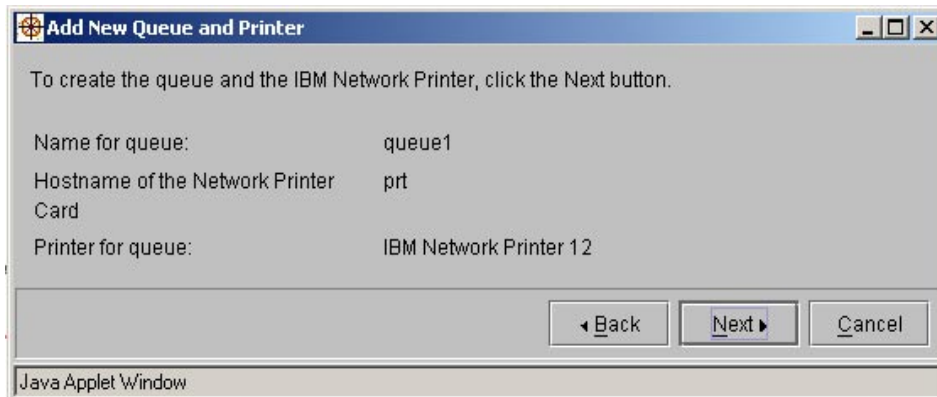 Add New Queue and Printer
To create the queue and the IBM Network Printer, click the Next button.
Name for queue: queue1
Hostname of the Network Printer prt
Card
Printer for queue: IBM Network Printer 12
Back Next Cancel
Java Applet Window